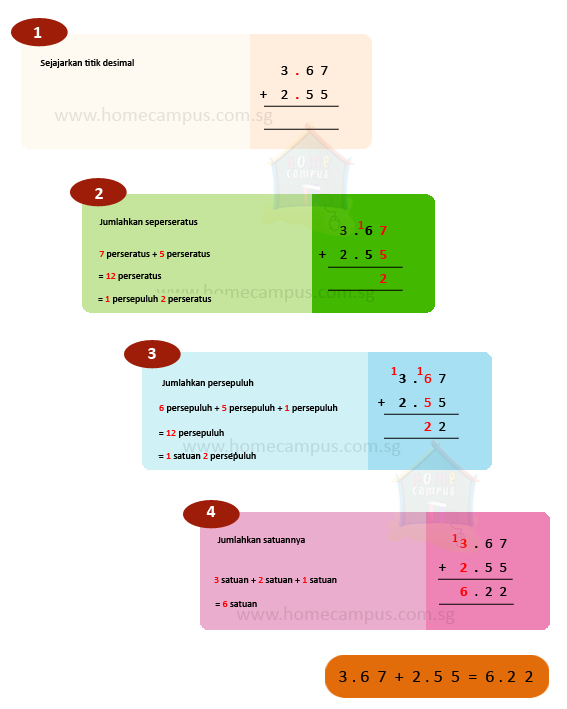 1
Sejajarkan titik desimal
3 . 6 7
+ 2 . 5 5
www.homecampus.com.sg
home
campus
2
Jumlahkan seperseratus
1
3 . 6 7
7 perseratus + 5 perseratus
+ 2 . 5 5
= 12 perseratus
2
= 1 persepuluh 2 perseratus
www.homecampus.com.sg
3
Jumlahkan persepuluh
1 1
3 . 6 7
6 persepuluh + 5 persepuluh + 1 persepuluh
+ 2 . 5 5
= 12 persepuluh
2 2
www.homecampus.com.sg
= 1 satuan 2 persepuluh
home
campus
4
Jumlahkan satuannya
1
3 . 6 7
+ 2 . 5 5
3 satuan + 2 satuan + 1 satuan
6 . 2 2
= 6 satuan
www.homecampus.com.sg
3 . 6 7 + 2 . 5 5 = 6 . 2 2